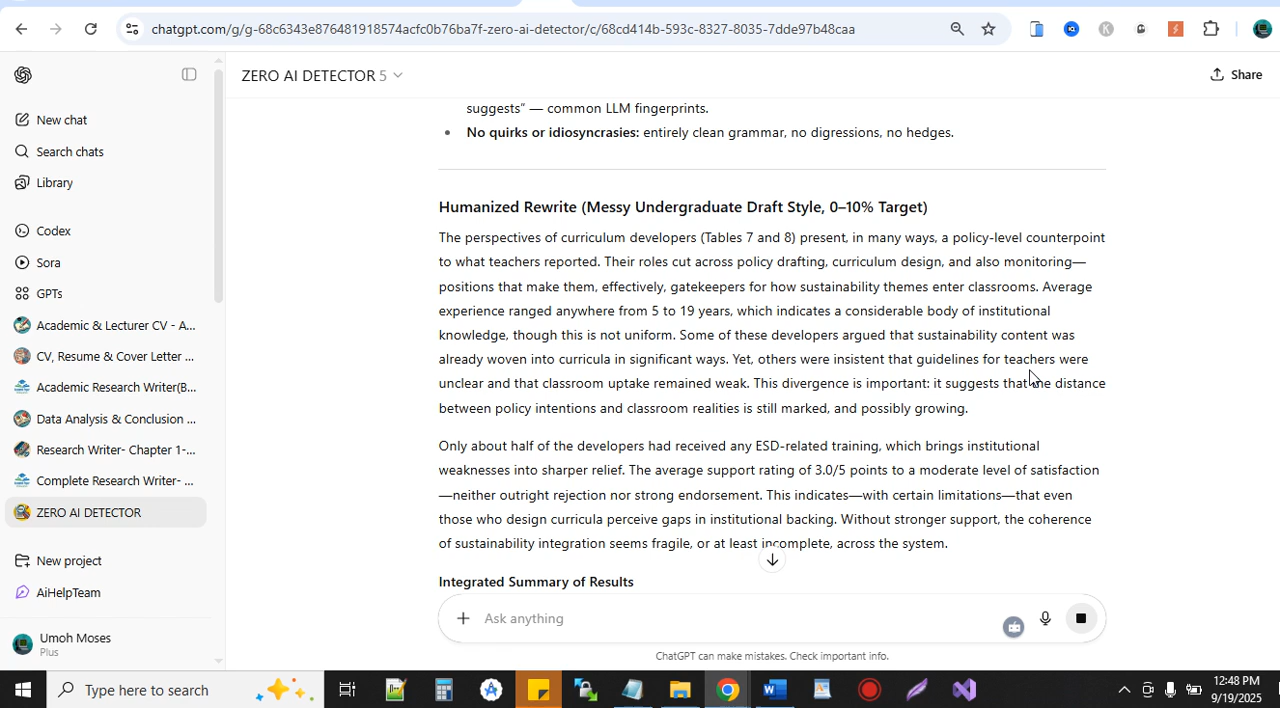 chatgpt.com/g/g-68c6343e876481918574acfc0b76ba7f-zero-ai-detector/c/68cd414b-593c-8327-8035-7dde97b48caa
ZERO AI DETECTOR 5
Share
New chat
Search chats
Library
Codex
Sora
GPTs
Academic & Lecturer CV - A...
CV, Resume & Cover Letter ...
Academic Research Writer(B...
Data Analysis & Conclusion ...
Research Writer- Chapter 1-...
Complete Research Writer- ...
ZERO AI DETECTOR
New project
AiHelpTeam
Umoh Moses
Plus
suggests” — common LLM fingerprints.
No quirks or idiosyncrasies: entirely clean grammar, no digressions, no hedges.
Humanized Rewrite (Messy Undergraduate Draft Style, 0–10% Target)
The perspectives of curriculum developers (Tables 7 and 8) present, in many ways, a policy-level counterpoint
to what teachers reported. Their roles cut across policy drafting, curriculum design, and also monitoring—
positions that make them, effectively, gatekeepers for how sustainability themes enter classrooms. Average
experience ranged anywhere from 5 to 19 years, which indicates a considerable body of institutional
knowledge, though this is not uniform. Some of these developers argued that sustainability content was
already woven into curricula in significant ways. Yet, others were insistent that guidelines for teachers were
unclear and that classroom uptake remained weak. This divergence is important: it suggests that the distance
between policy intentions and classroom realities is still marked, and possibly growing.
Only about half of the developers had received any ESD-related training, which brings institutional
weaknesses into sharper relief. The average support rating of 3.0/5 points to a moderate level of satisfaction
—neither outright rejection nor strong endorsement. This indicates—with certain limitations—that even
those who design curricula perceive gaps in institutional backing. Without stronger support, the coherence
of sustainability integration seems fragile, or at least incomplete, across the system.
Integrated Summary of Results
Ask anything
ChatGPT can make mistakes. Check important info.
Type here to search
12:48 PM
9/19/2025